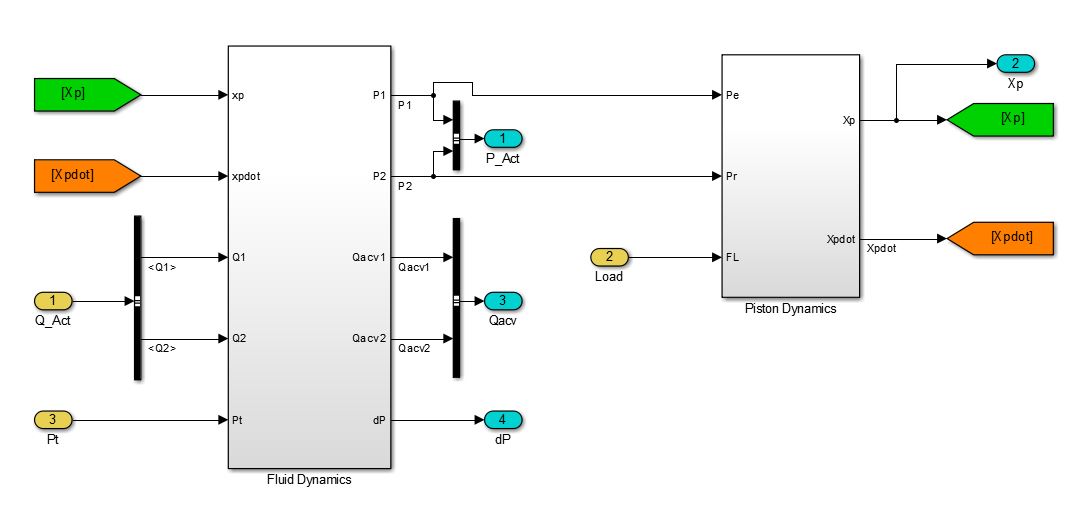 [Xp]
xp
[Xpdot]
xpdot
<Q1>
Q1
1
Q_Act
<Q2>
Q2
3
Pt
Pt
Fluid Dynamics
P1
P1
1
P_Act
P2
P2
Qacv1
Qacv1
3
Qacv
Qacv2
Qacv2
dP
4
dP
Pe
Pr
2
Load
FL
Xp
Xpdot
Xpdot
Piston Dynamics
2
Xp
[Xp]
[Xpdot]